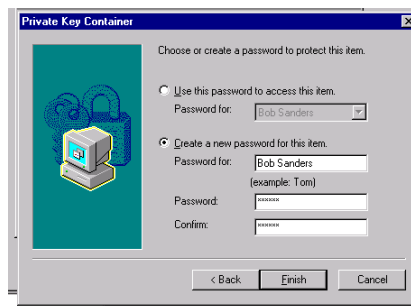 Private Key Container
Choose or create a password to protect this item.
Use this password to access this item.
Password for: Bob Sanders
Create a new password for this item.
Password for: Bob Sanders
(example: Tom)
Password: ******
Confirm: ******
< Back Finish Cancel